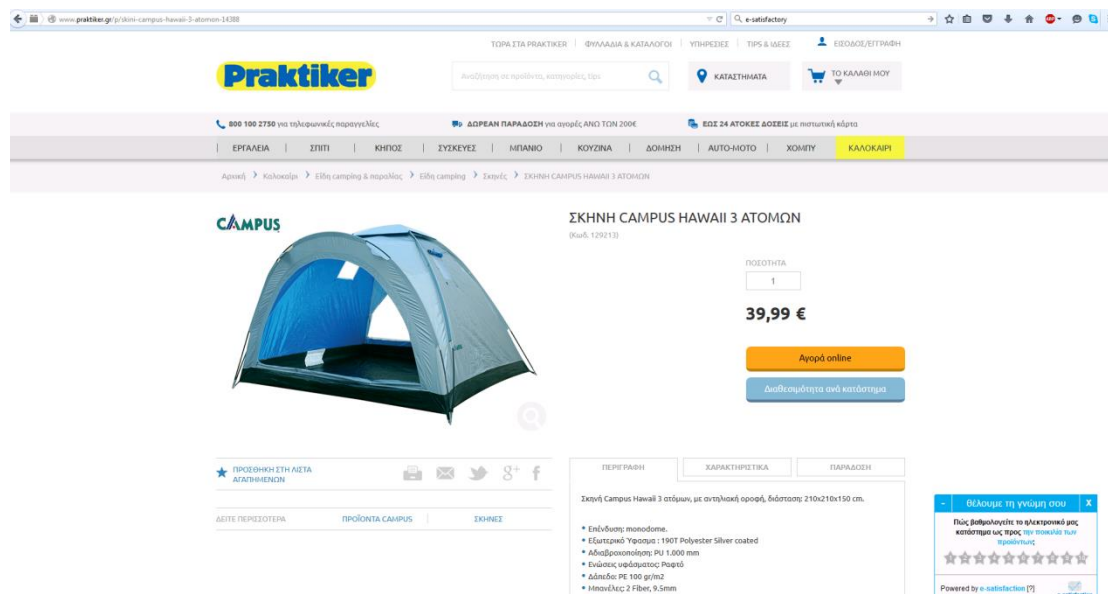 www.praktiker.gr/p/skini-campus-hawaii-3-atomon-14388
e-satisfactory
ΤΩΡΑ ΣΤΑ PRAKTIKER
ΦΥΛΛΑΔΙΑ & ΚΑΤΑΛΟΓΟΙ
ΥΠΗΡΕΣΙΕΣ
TIPS & ΙΔΕΕΣ
ΕΙΣΟΔΟΣ/ΕΓΓΡΑΦΗ
Praktiker
Αναζήτηση σε προϊόντα, κατηγορίες, tips
ΚΑΤΑΣΤΗΜΑΤΑ
ΤΟ ΚΑΛΑΘΙ ΜΟΥ
800 100 2750 για τηλεφωνικές παραγγελίες
ΔΩΡΕΑΝ ΠΑΡΑΔΟΣΗ για αγορές ΑΝΩ ΤΩΝ 200€
ΕΩΣ 24 ΑΤΟΚΕΣ ΔΟΣΕΙΣ με πιστωτική κάρτα
ΕΡΓΑΛΕΙΑ | ΣΠΙΤΙ | ΚΗΠΟΣ | ΣΥΣΚΕΥΕΣ | ΜΠΑΝΙΟ | ΚΟΥΖΙΝΑ | ΔΟΜΗΣΗ | AUTO-MOTO | ΧΟΜΠΥ ΚΑΛΟΚΑΙΡΙ
Αρχική > Καλοκαίρι > Είδη camping & παραλίας > Είδη camping > Σκηνές > ΣΚΗΝΗ CAMPUS HAWAII 3 ΑΤΟΜΩΝ
CAMPUS
ΣΚΗΝΗ CAMPUS HAWAII 3 ΑΤΟΜΩΝ
(Κωδ. 129213)
ΠΟΣΟΤΗΤΑ
1
39,99 €
Αγορά online
Διαθεσιμότητα ανά κατάστημα
ΠΡΟΣΘΗΚΗ ΣΤΗ ΛΙΣΤΑ
ΑΓΑΠΗΜΕΝΩΝ
ΔΕΙΤΕ ΠΕΡΙΣΣΟΤΕΡΑ
ΠΡΟΪΟΝΤΑ CAMPUS
ΣΚΗΝΕΣ
ΠΕΡΙΓΡΑΦΗ
ΧΑΡΑΚΤΗΡΙΣΤΙΚΑ
ΠΑΡΑΔΟΣΗ
Σκηνή Campus Hawaii 3 ατόμων, με αντηλιακή οροφή, διάσταση: 210x210x150 cm.
• Επένδυση: monodome.
• Εξωτερικό Ύφασμα : 190T Polyester Silver coated
• Αδιαβροχοποίηση: PU 1.000 mm
• Ενώσεις υφάσματος: Ραφτό
• Δάπεδο: PE 100 gr/m2
• Μπανέλες: 2 Fiber, 9.5mm
- θέλουμε τη γνώμη σου X
Πώς βαθμολογείτε το ηλεκτρονικό μας
κατάστημα ως προς την ποικιλία των
προϊόντων;
Powered by e-satisfaction [?]